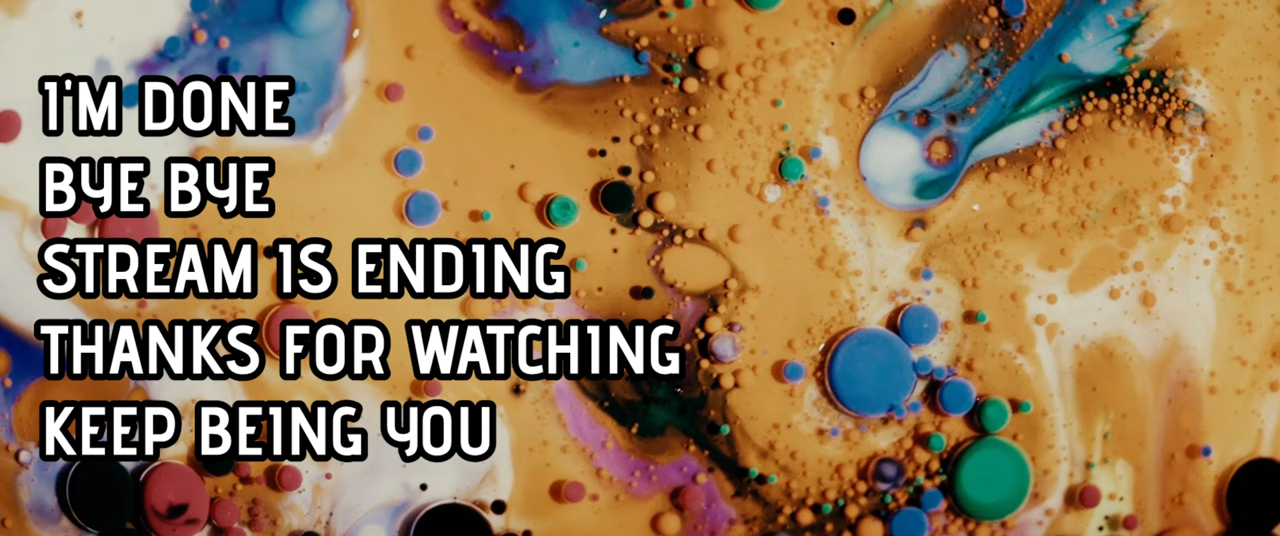 I'M DONE
BYE BYE
STREAM IS ENDING
THANKS FOR WATCHING
KEEP BEING YOU